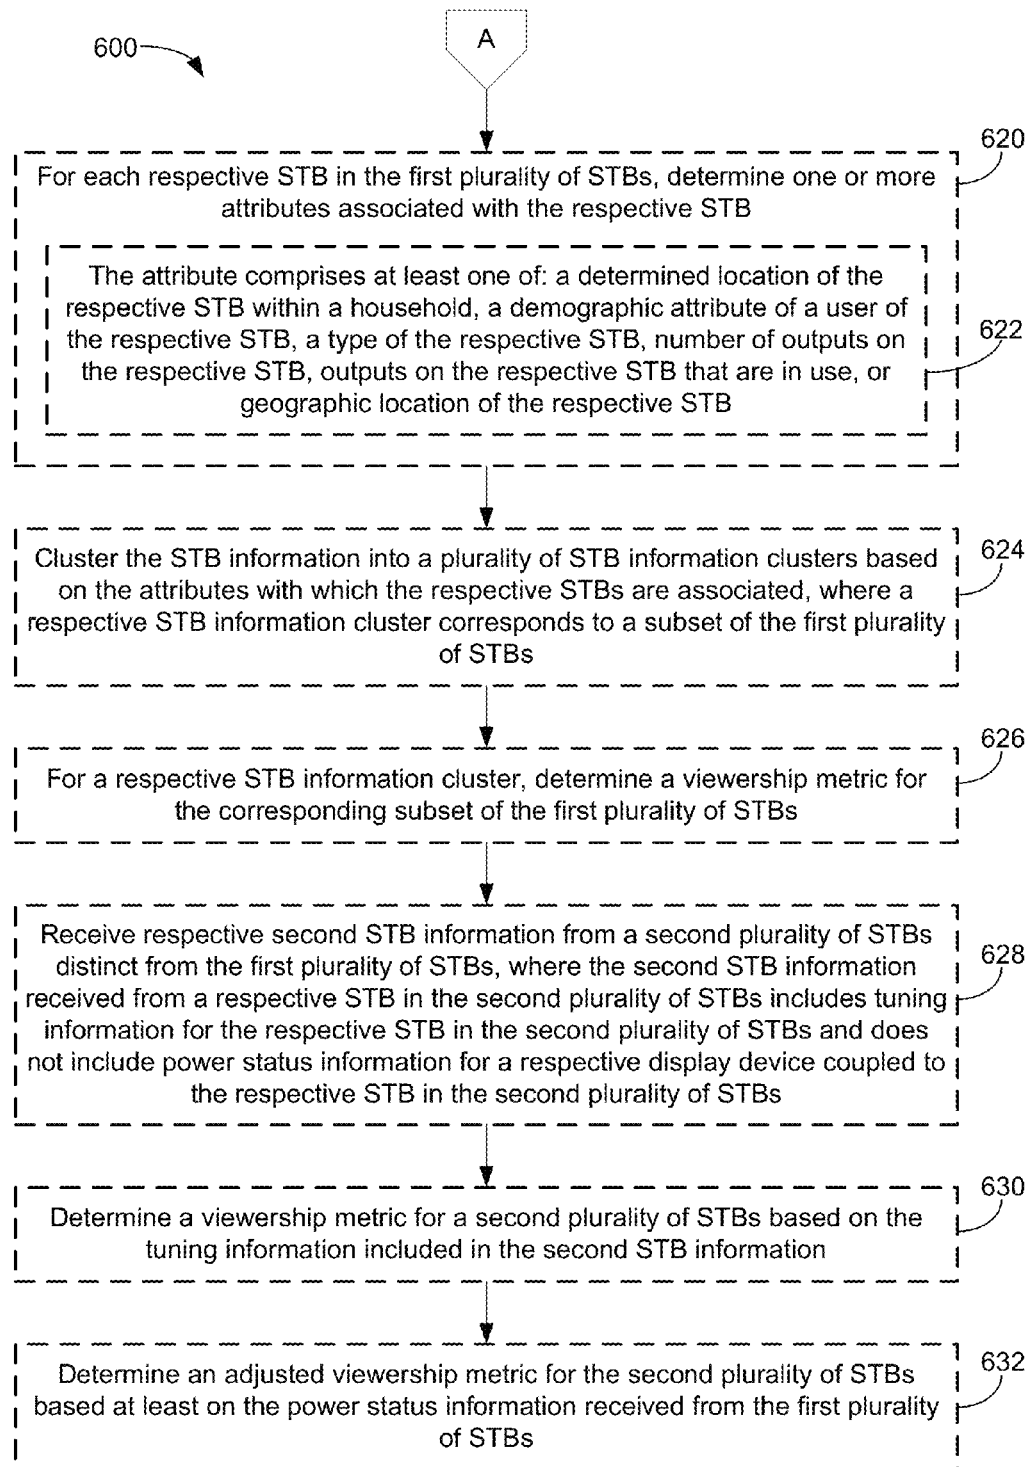 600
A
620
For each respective STB in the first plurality of STBs, determine one or more
attributes associated with the respective STB
The attribute comprises at least one of: a determined location of the
respective STB within a household, a demographic attribute of a user of
the respective STB, a type of the respective STB, number of outputs on
the respective STB, outputs on the respective STB that are in use, or
geographic location of the respective STB
622
624
Cluster the STB information into a plurality of STB information clusters based
on the attributes with which the respective STBs are associated, where a
respective STB information cluster corresponds to a subset of the first plurality
of STBs
626
For a respective STB information cluster, determine a viewership metric for
the corresponding subset of the first plurality of STBs
Receive respective second STB information from a second plurality of STBs
distinct from the first plurality of STBs, where the second STB information
received from a respective STB in the second plurality of STBs includes tuning
information for the respective STB in the second plurality of STBs and does
not include power status information for a respective display device coupled to
the respective STB in the second plurality of STBs
628
630
Determine a viewership metric for a second plurality of STBs based on the
tuning information included in the second STB information
632
Determine an adjusted viewership metric for the second plurality of STBs
based at least on the power status information received from the first plurality
of STBs